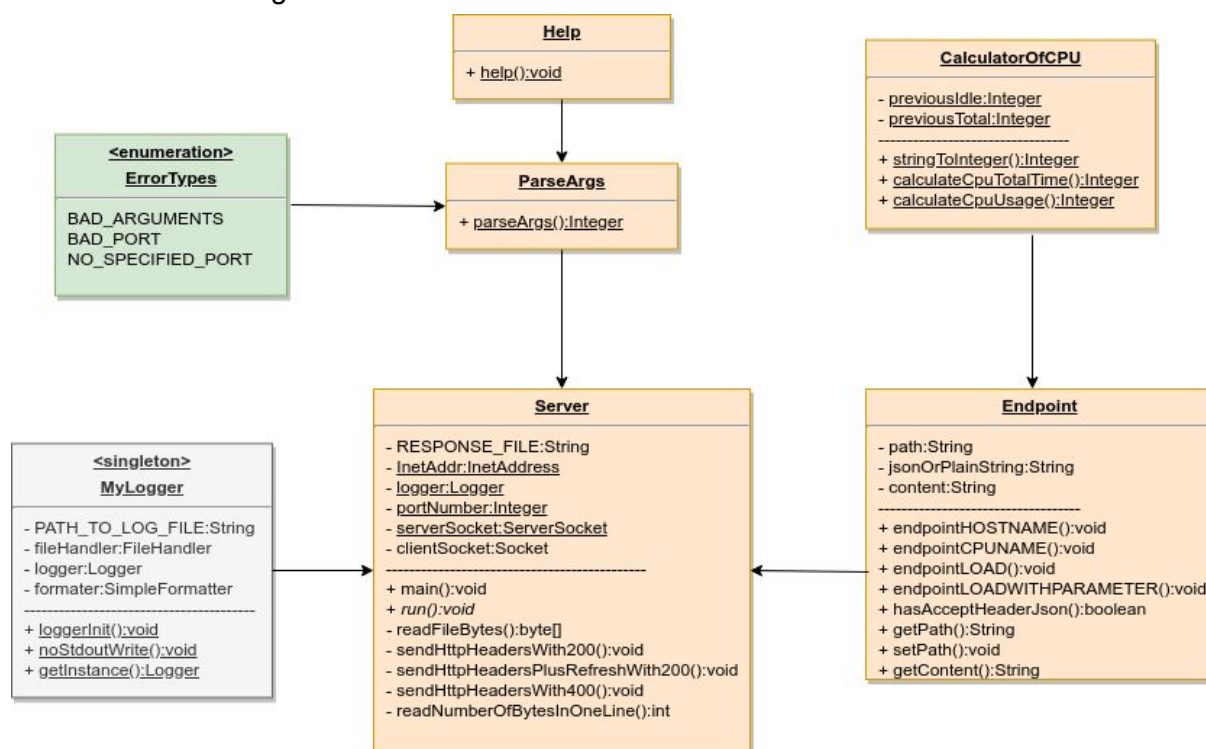 Help
+ help():void
CalculatorOfCPU
- previousIdle:Integer
- previousTotal:Integer
----------------------------------
+ stringToInteger():Integer
+ calculateCpuTotalTime():Integer
+ calculateCpuUsage():Integer
<enumeration>
ErrorTypes
BAD_ARGUMENTS
BAD_PORT
NO_SPECIFIED_PORT
ParseArgs
+ parseArgs():Integer
<singleton>
MyLogger
- PATH_TO_LOG_FILE:String
- fileHandler:FileHandler
- logger:Logger
- formater:SimpleFormatter
-----------------------------------------
+ loggerInit():void
+ noStdoutWrite():void
+ getInstance():Logger
Server
- RESPONSE_FILE:String
- InetAddr:InetAddress
- logger:Logger
- portNumber:Integer
- serverSocket:ServerSocket
- clientSocket:Socket
----------------------------------------------
+ main():void
+ run():void
- readFileBytes():byte[]
- sendHttpHeadersWith200():void
- sendHttpHeadersPlusRefreshWith200():void
- sendHttpHeadersWith400():void
- readNumberOfBytesInOneLine():int
Endpoint
- path:String
- jsonOrPlainString:String
- content:String
------------------------------------
+ endpointHOSTNAME():void
+ endpointCPUNAME():void
+ endpointLOAD():void
+ endpointLOADWITHPARAMETER():void
+ hasAcceptHeaderJson():boolean
+ getPath():String
+ setPath():void
+ getContent():String